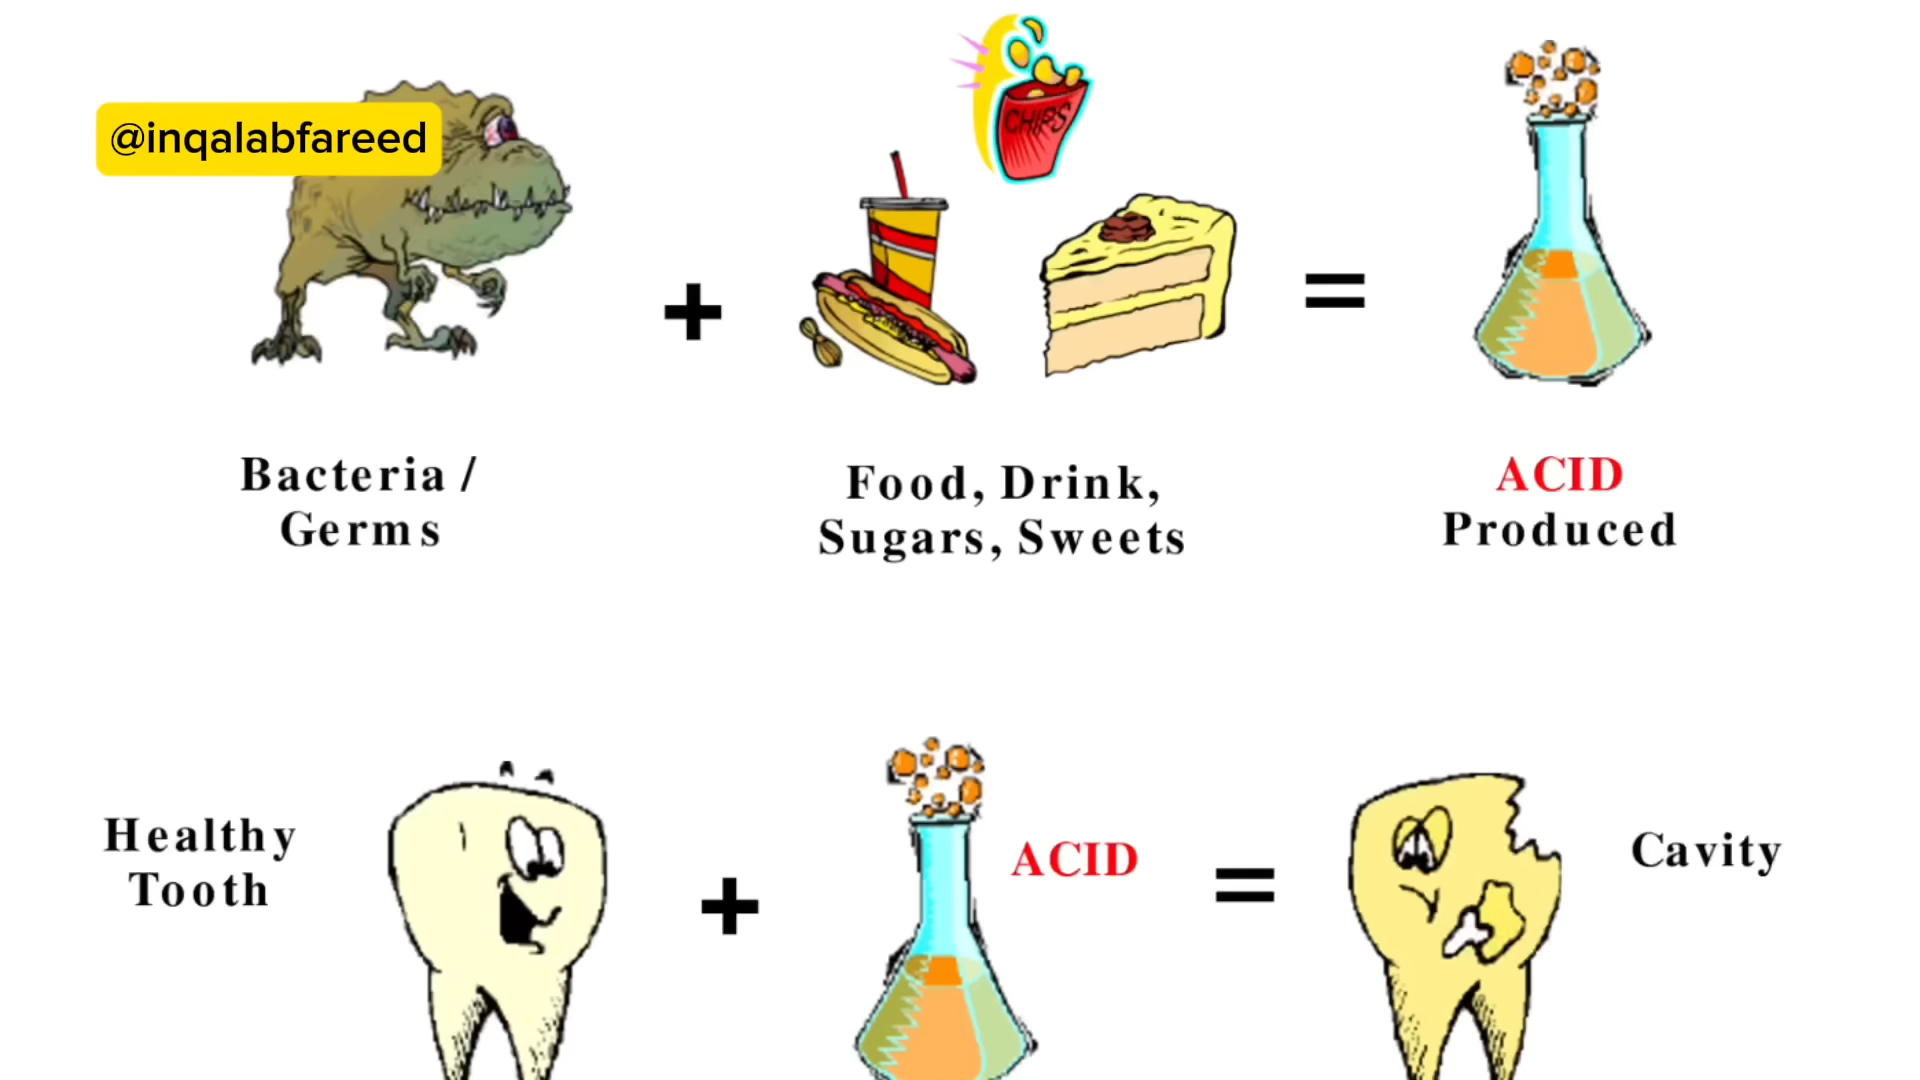 @inqalabfareed
CHIPS
Bacteria /
Germs
Food, Drink,
Sugars, Sweets
ACID
Produced
Healthy
Tooth
ACID
Cavity